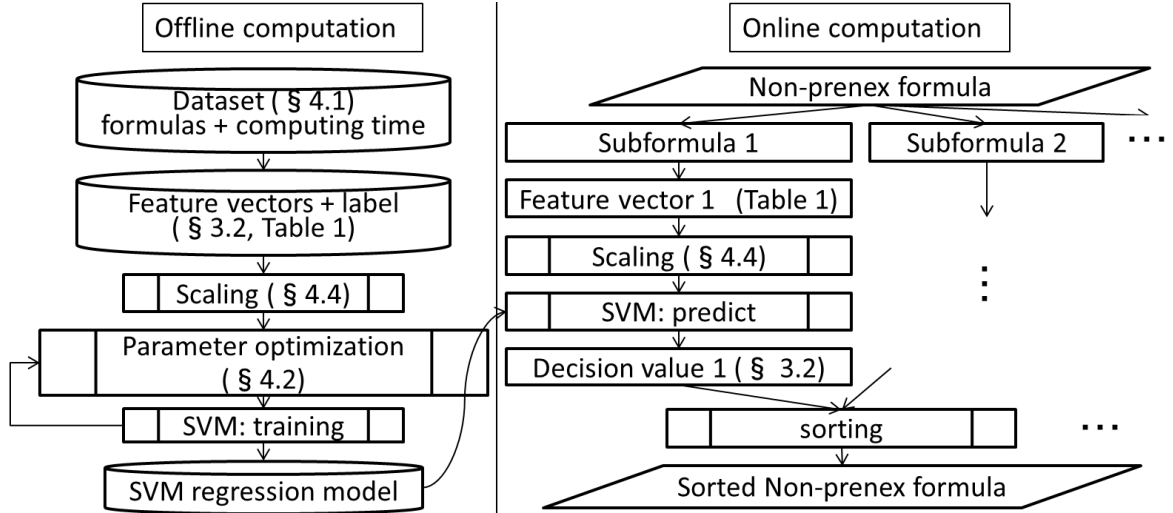 Offline computation
Dataset ( § 4.1)
formulas + computing time
Feature vectors + label
( § 3.2, Table 1)
Scaling ( § 4.4)
Parameter optimization
( § 4.2)
SVM: training
SVM regression model
Online computation
Non-prenex formula
Subformula 1
Subformula 2
...
Feature vector 1 (Table 1)
Scaling ( § 4.4)
SVM: predict
Decision value 1 ( § 3.2)
sorting
...
Sorted Non-prenex formula